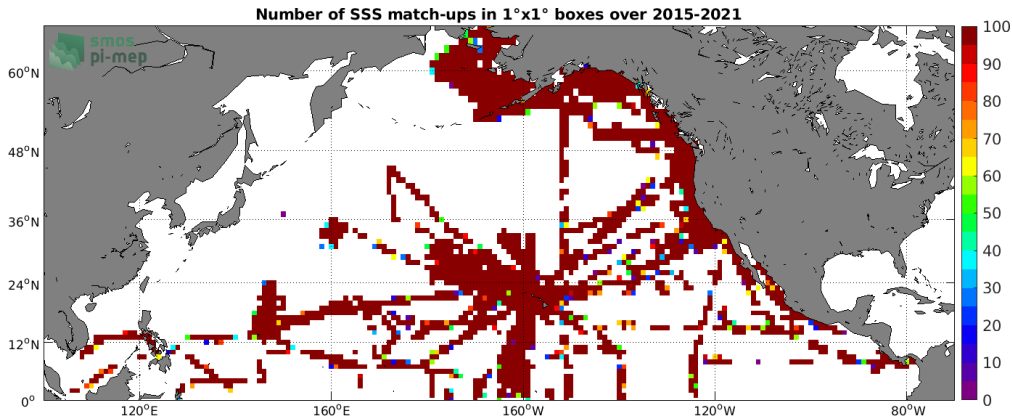 Number of SSS match-ups in 1°x1° boxes over 2015-2021
smos
pi-mep
60°N
48°N
36°N
24°N
12°N
0°
120°E
160°E
160°W
120°W
80°W
100
90
80
70
60
50
40
30
20
10
0